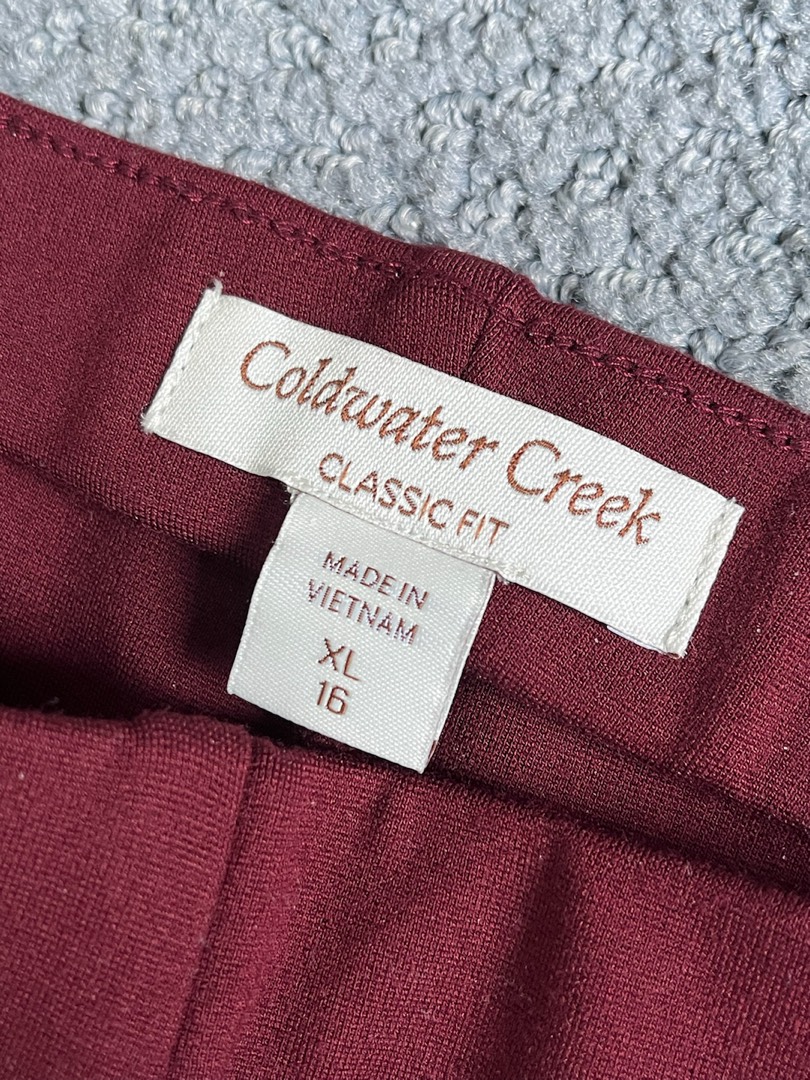 Coldwater Creek
CLASSIC FIT
MADE IN
VIETNAM
XL
16